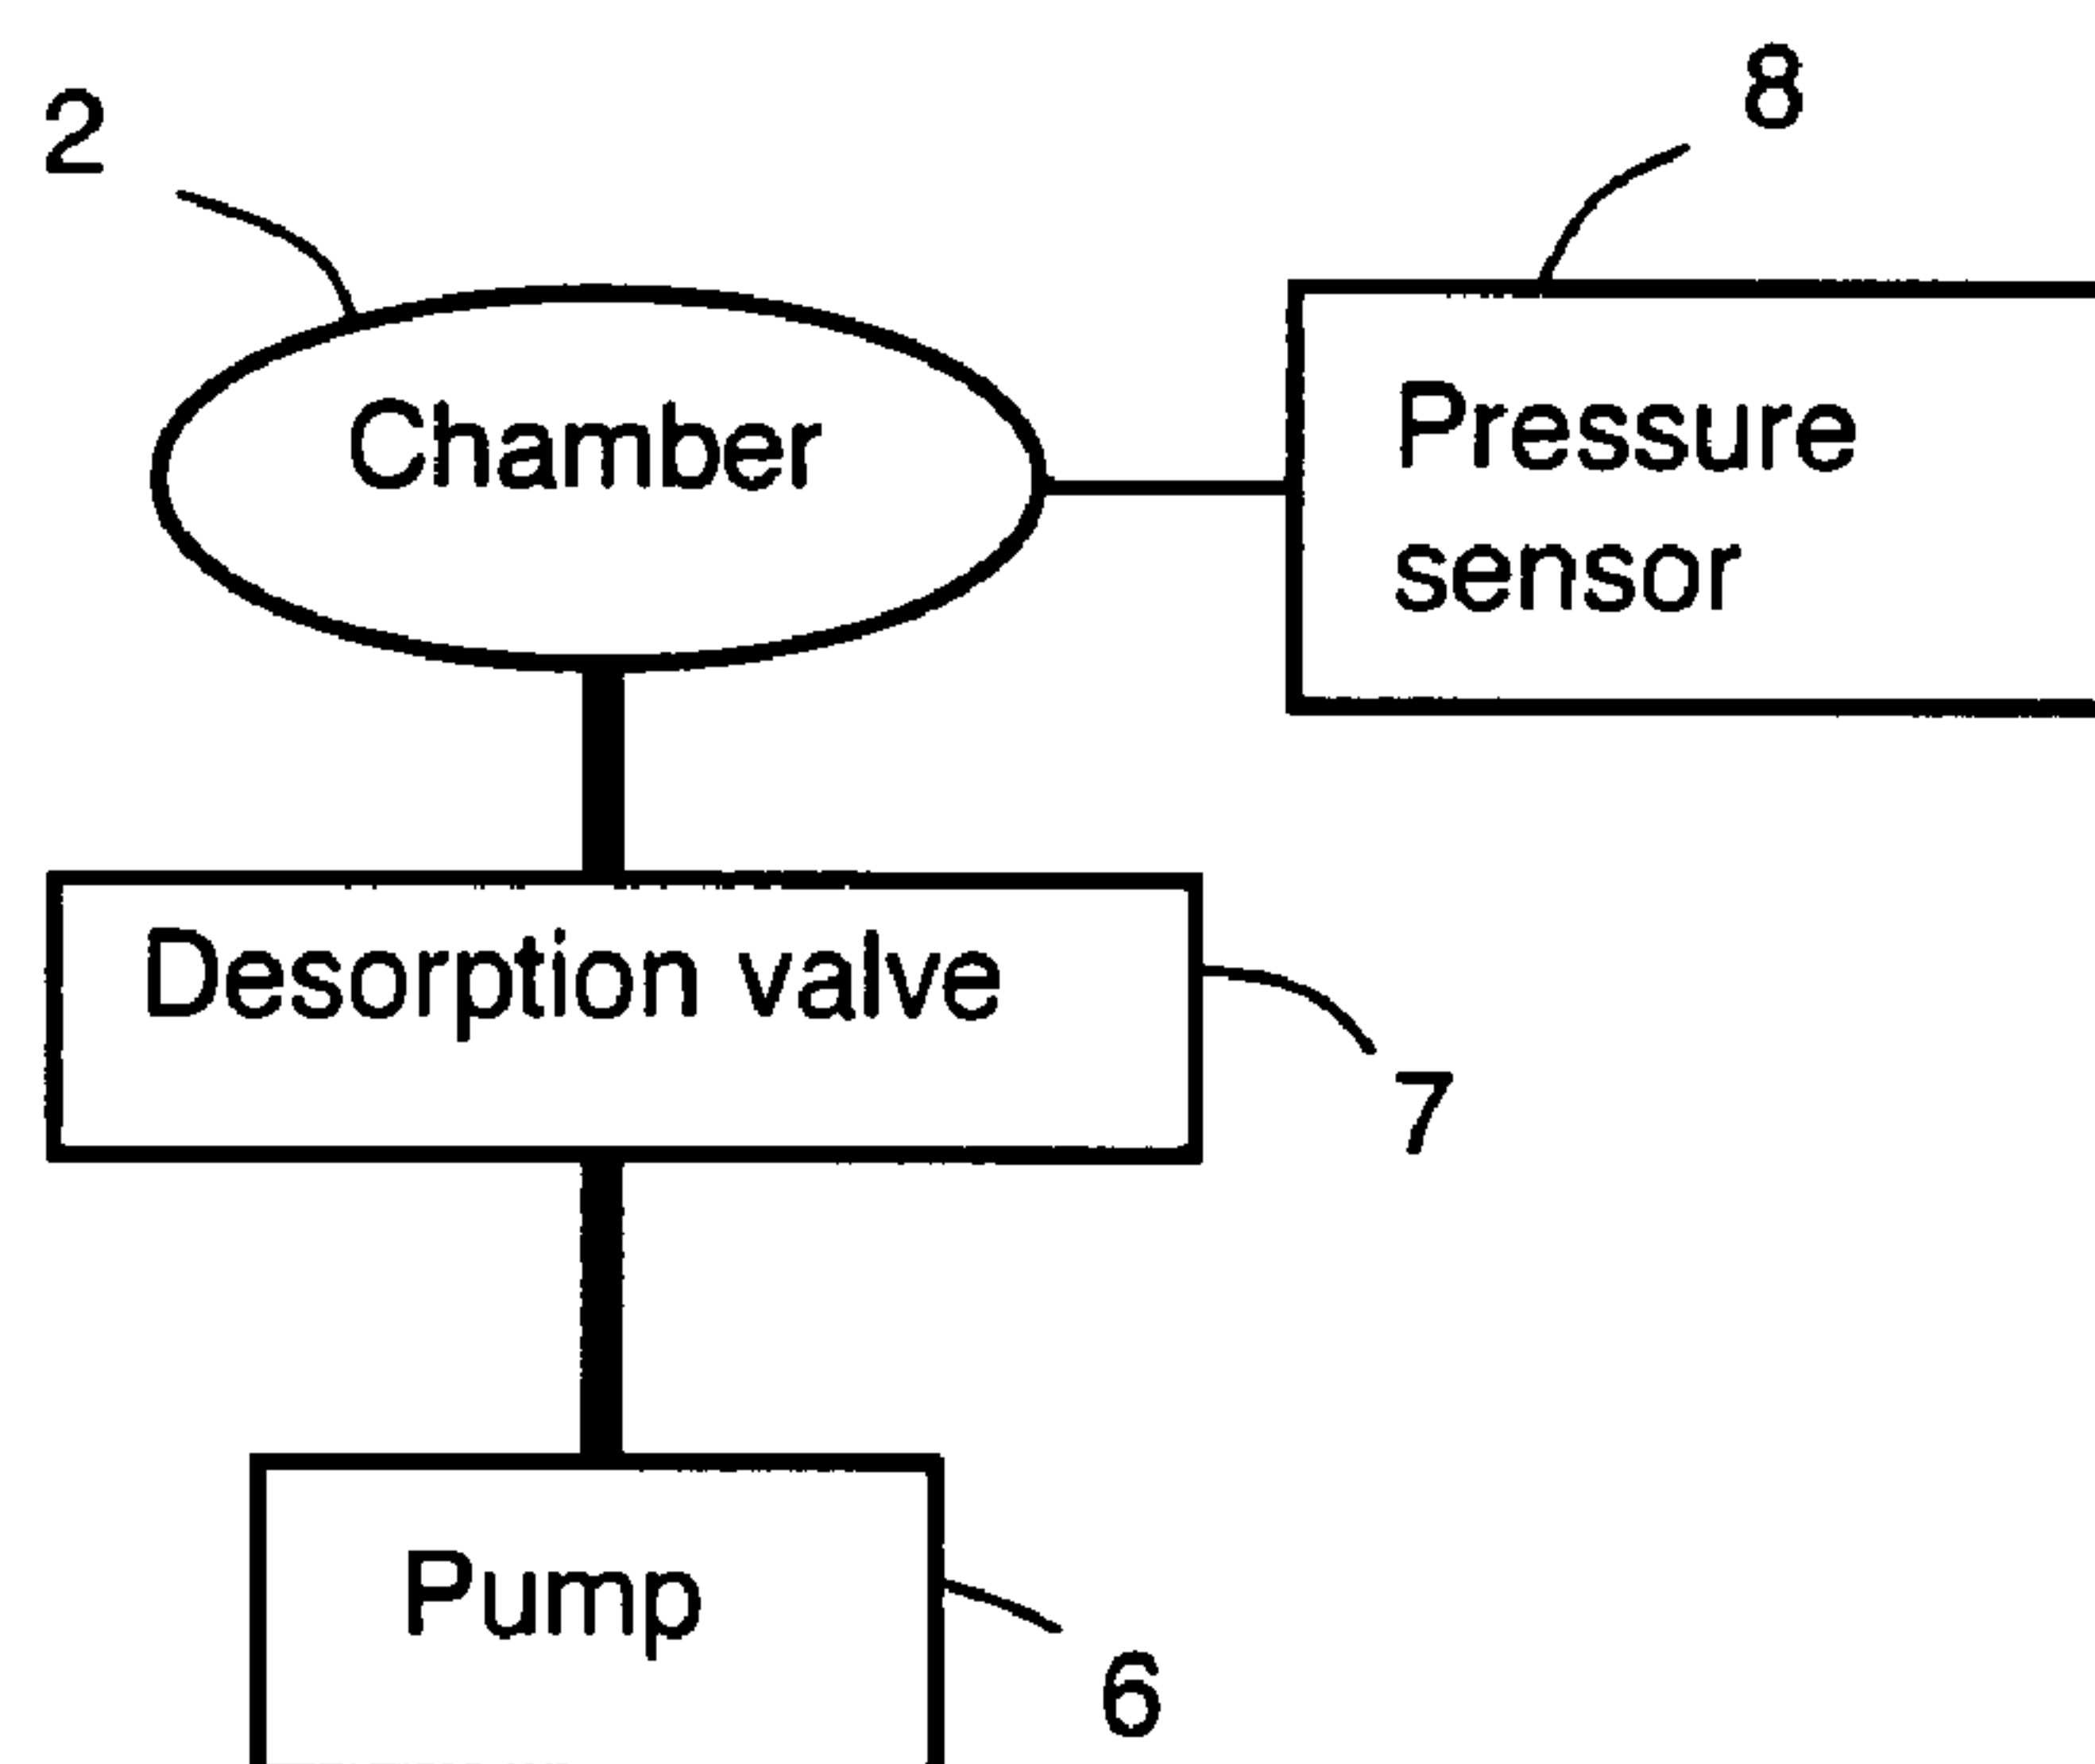 2
8
Chamber
Pressure
sensor
Desorption valve
7
Pump
6